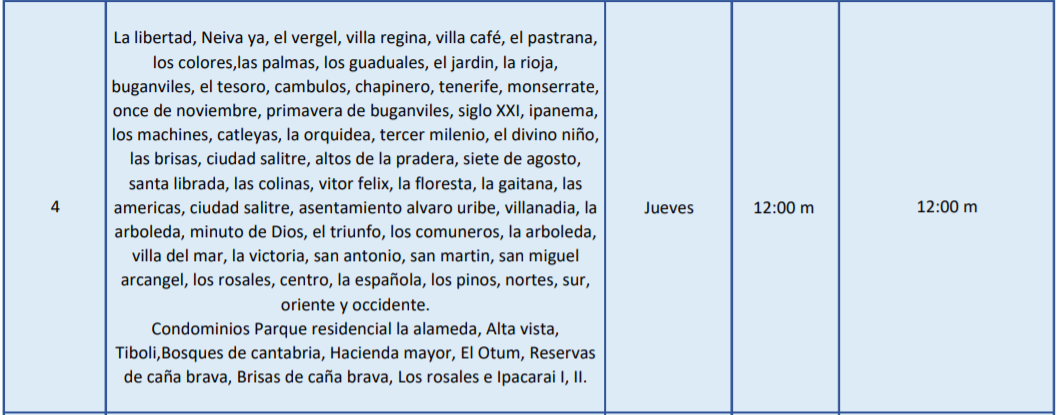 4
La libertad, Neiva ya, el vergel, villa regina, villa café, el pastrana,
los colores,las palmas, los guaduales, el jardin, la rioja,
buganviles, el tesoro, cambulos, chapinero, tenerife, monserrate,
once de noviembre, primavera de buganviles, siglo XXI, ipanema,
los machines, catleyas, la orquidea, tercer milenio, el divino niño,
las brisas, ciudad salitre, altos de la pradera, siete de agosto,
santa librada, las colinas, vitor felix, la floresta, la gaitana, las
americas, ciudad salitre, asentamiento alvaro uribe, villanadia, la
arboleda, minuto de Dios, el triunfo, los comuneros, la arboleda,
villa del mar, la victoria, san antonio, san martin, san miguel
arcangel, los rosales, centro, la española, los pinos, nortes, sur,
oriente y occidente.
Condominios Parque residencial la alameda, Alta vista,
Tiboli,Bosques de cantabria, Hacienda mayor, El Otum, Reservas
de caña brava, Brisas de caña brava, Los rosales e Ipacarai I, II.
Jueves
12:00 m
12:00 m